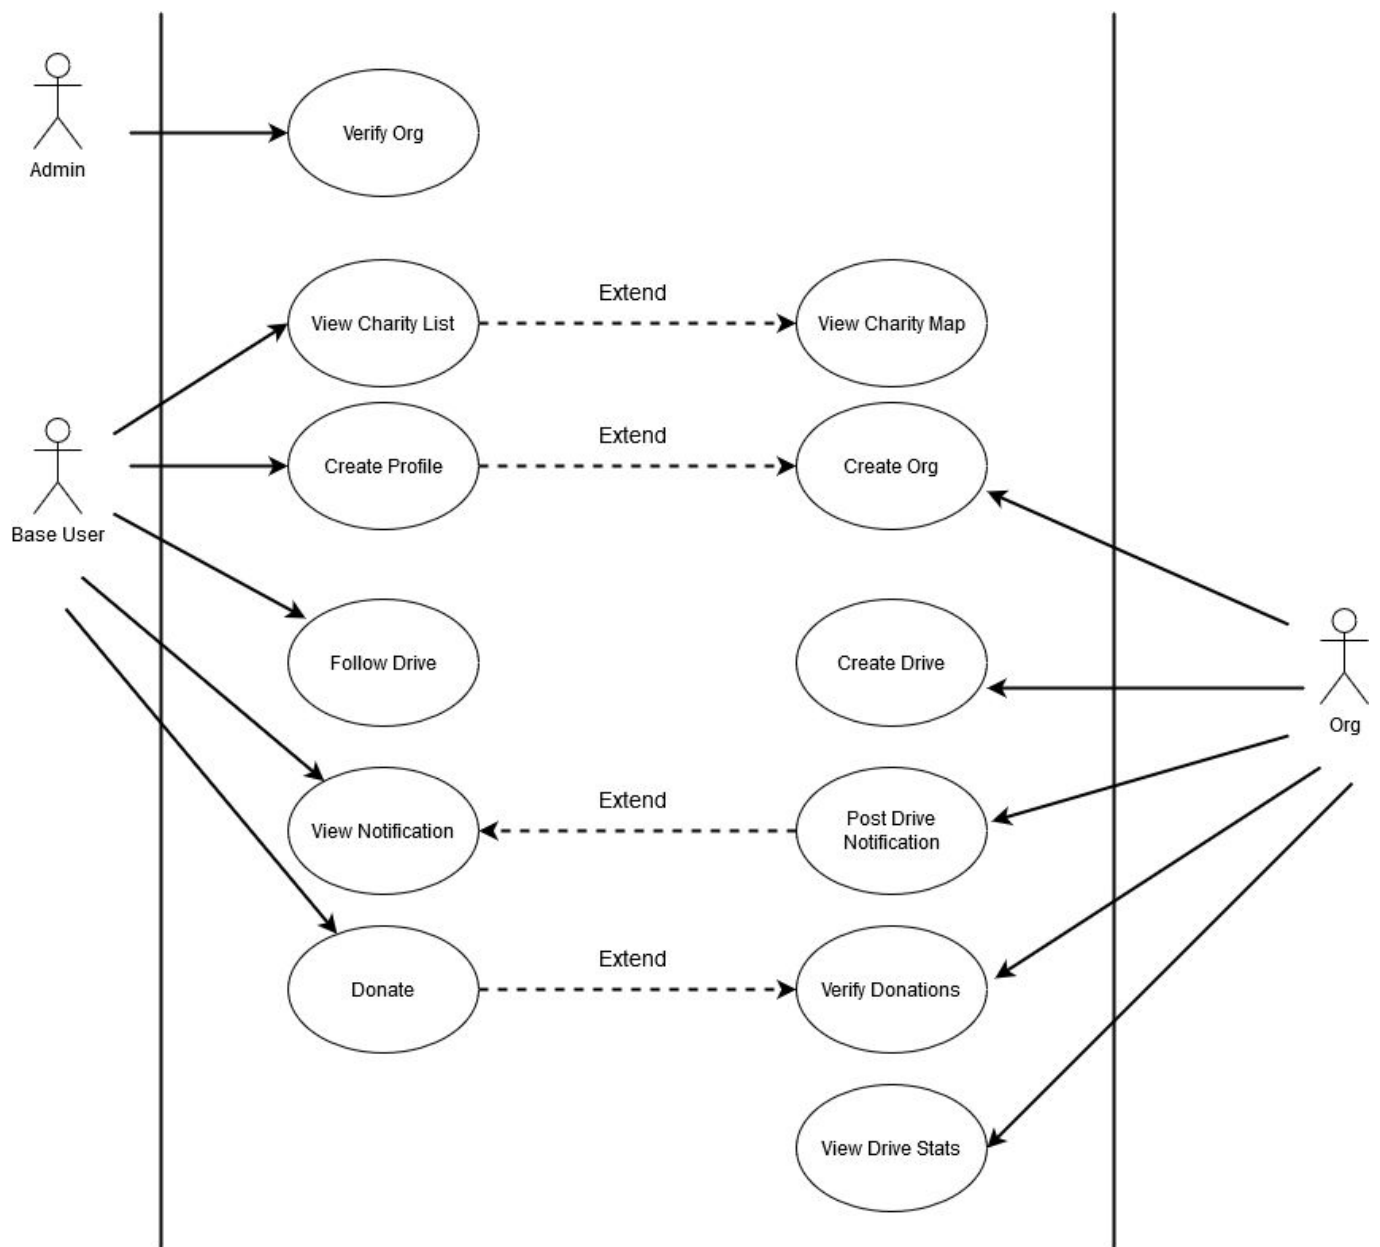 Verify Org
Admin
View Charity List
Extend
View Charity Map
Base User
Create Profile
Extend
Create Org
Follow Drive
Create Drive
Org
View Notification
Extend
Post Drive
Notification
Donate
Extend
Verify Donations
View Drive Stats